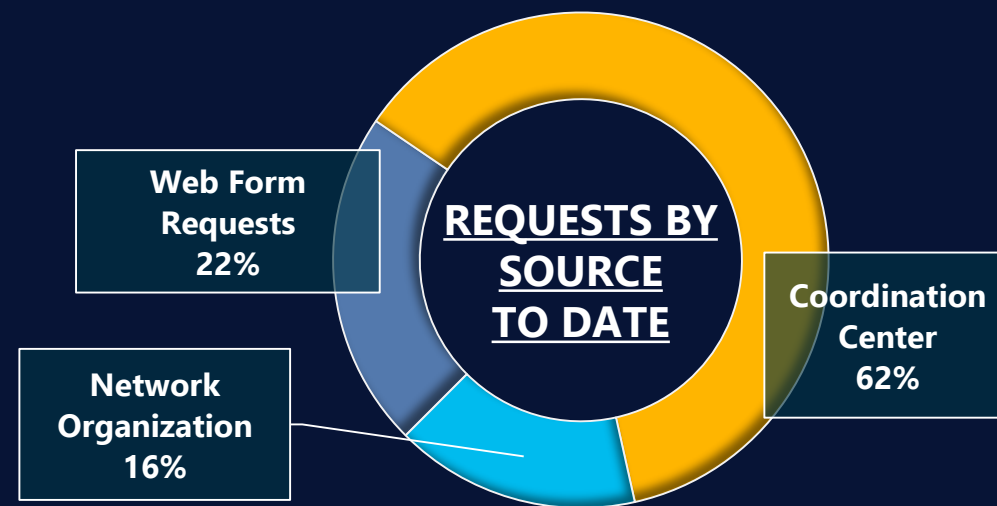 REQUESTS BY
SOURCE
TO DATE
Web Form
Requests
22%
Coordination
Center
62%
Network
Organization
16%